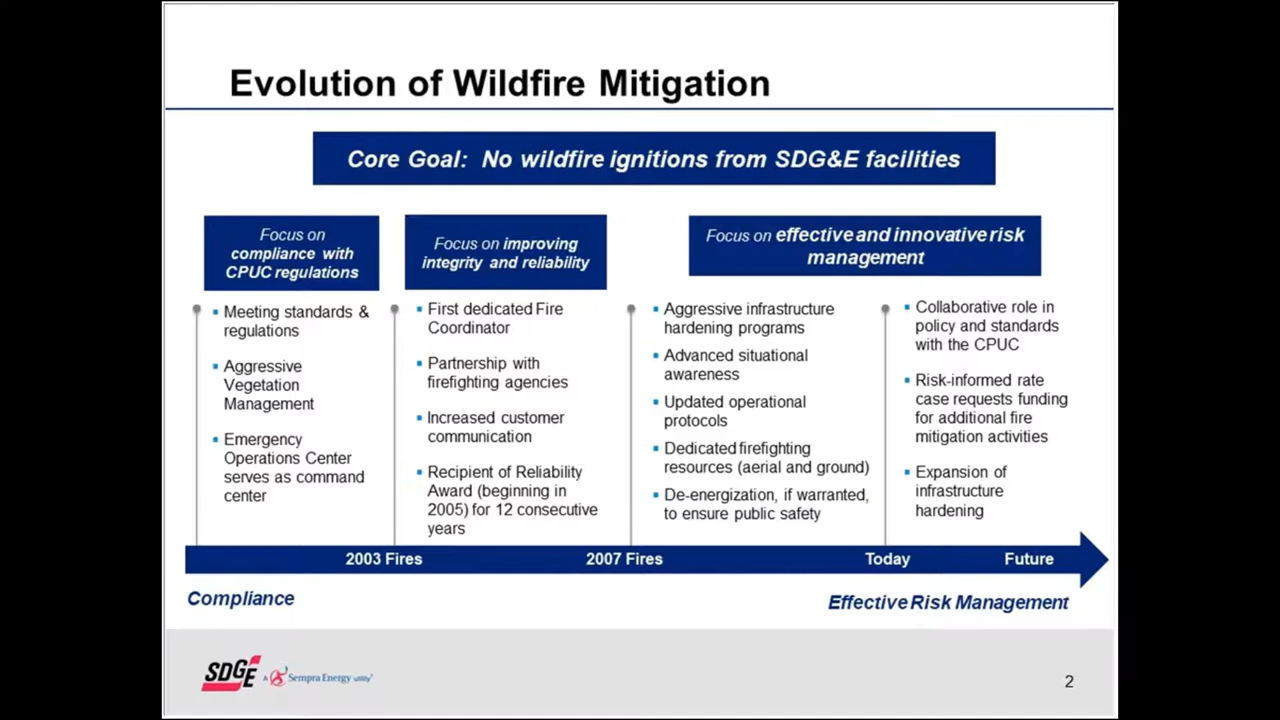 Evolution of Wildfire Mitigation
Core Goal: No wildfire ignitions from SDG&E facilities
Focus on
compliance with
CPUC regulations
Focus on improving
integrity and reliability
Focus on effective and innovative risk
management
Meeting standards &
regulations
Aggressive
Vegetation
Management
Emergency
Operations Center
serves as command
center
First dedicated Fire
Coordinator
Partnership with
firefighting agencies
Increased customer
communication
Recipient of Reliability
Award (beginning in
2005) for 12 consecutive
years
Aggressive infrastructure
hardening programs
Advanced situational
awareness
Updated operational
protocols
Dedicated firefighting
resources (aerial and ground)
De-energization, if warranted,
to ensure public safety
Collaborative role in
policy and standards
with the CPUC
Risk-informed rate
case requests funding
for additional fire
mitigation activities
Expansion of
infrastructure
hardening
2003 Fires
2007 Fires
Today
Future
Compliance
Effective Risk Management
SDGE
A Sempra Energy utility
2